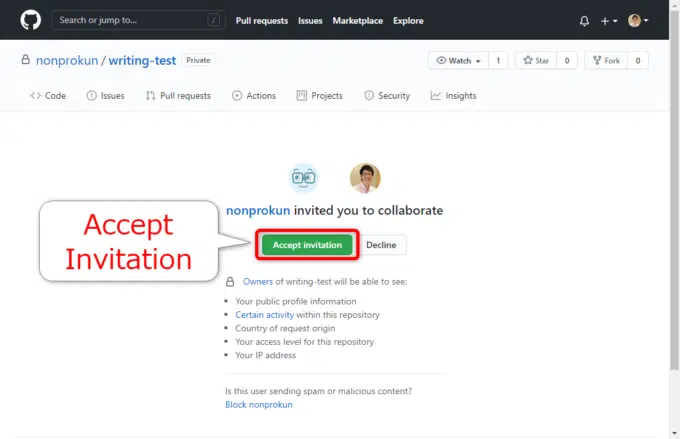 Search or jump to... /
Pull requests Issues Marketplace Explore
nonprokun / writing-test Private
Watch 1 Star 0 Fork 0
Code Issues Pull requests Actions Projects Security Insights
nonprokun invited you to collaborate
Accept
Invitation
Accept invitation Decline
Owners of writing-test will be able to see:
Your public profile information
Certain activity within this repository
Country of request origin
Your access level for this repository
Your IP address
Is this user sending spam or malicious content?
Block nonprokun